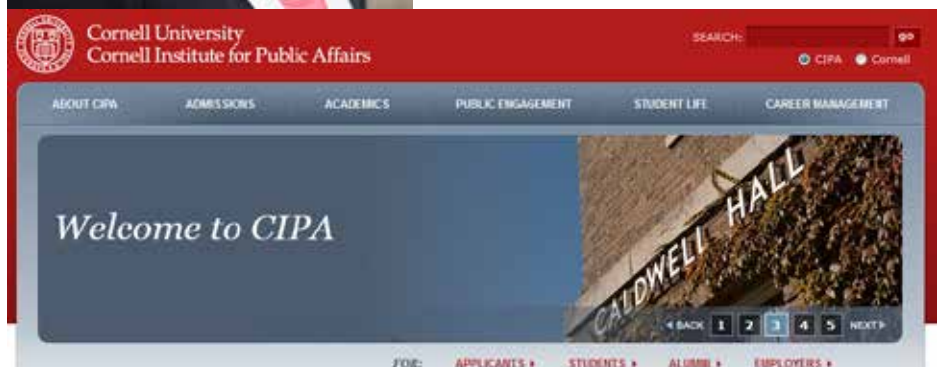 Cornell University
Cornell Institute for Public Affairs
SEARCH: go
CIPA Cornell
ABOUT CIPA ADMISSIONS ACADEMICS PUBLIC ENGAGEMENT STUDENT LIFE CAREER MANAGEMENT
Welcome to CIPA
CALDWELL HALL
BACK 1 2 3 4 5 NEXT
FOR: APPLICANTS STUDENTS ALUMNI EMPLOYERS